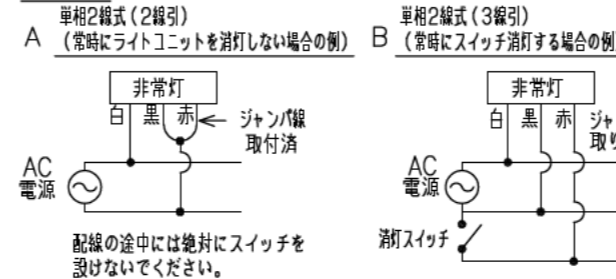 A 単相2線式(2線引)
(常時にライトユニットを消灯しない場合の例)
非常灯
白 黒 赤
ジャンパ線
取付済
AC
電源
配線の途中には絶対にスイッチを
設けないでください。
B 単相2線式(3線引)
(常時にスイッチ消灯する場合の例
非常灯
白 黒 赤
ジャ
取り
AC
電源
消灯スイッチ